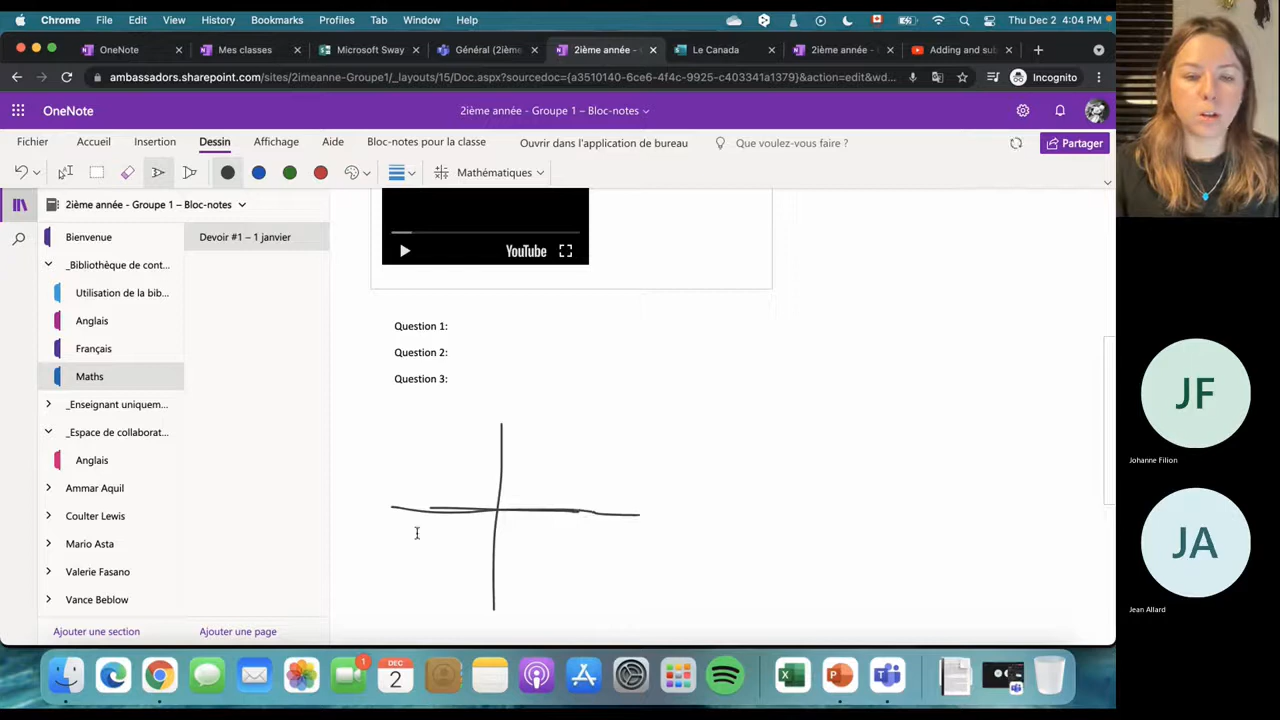 Chrome File Edit View History Bookmarks Profiles Tab Window Help Thu Dec 2 4:04 PM
OneNote Mes classes Microsoft Sway Général (2ième 2ième année - Le Canada 2ième année - G Adding and sub
ambassadors.sharepoint.com/sites/2imeanne-Groupe1/_layouts/15/Doc.aspx?sourcedoc={a3510140-6ce6-4f4c-9925-c403341a1379}&action=edit&wd... Incognito
OneNote 2ième année - Groupe 1 – Bloc-notes
Fichier Accueil Insertion Dessin Affichage Aide Bloc-notes pour la classe Ouvrir dans l'application de bureau Que voulez-vous faire ? Partager
Mathématiques
2ième année - Groupe 1 – Bloc-notes
Bienvenue
Devoir #1 – 1 janvier
_Bibliothèque de cont...
Utilisation de la bib...
Anglais
Français
Maths
_Enseignant uniquem...
_Espace de collaborat...
Anglais
Ammar Aquil
Coulter Lewis
Mario Asta
Valerie Fasano
Vance Beblow
Ajouter une section Ajouter une page
YouTube
Question 1:
Question 2:
Question 3:
JF
Johanne Filion
JA
Jean Allard
1
DEC
2